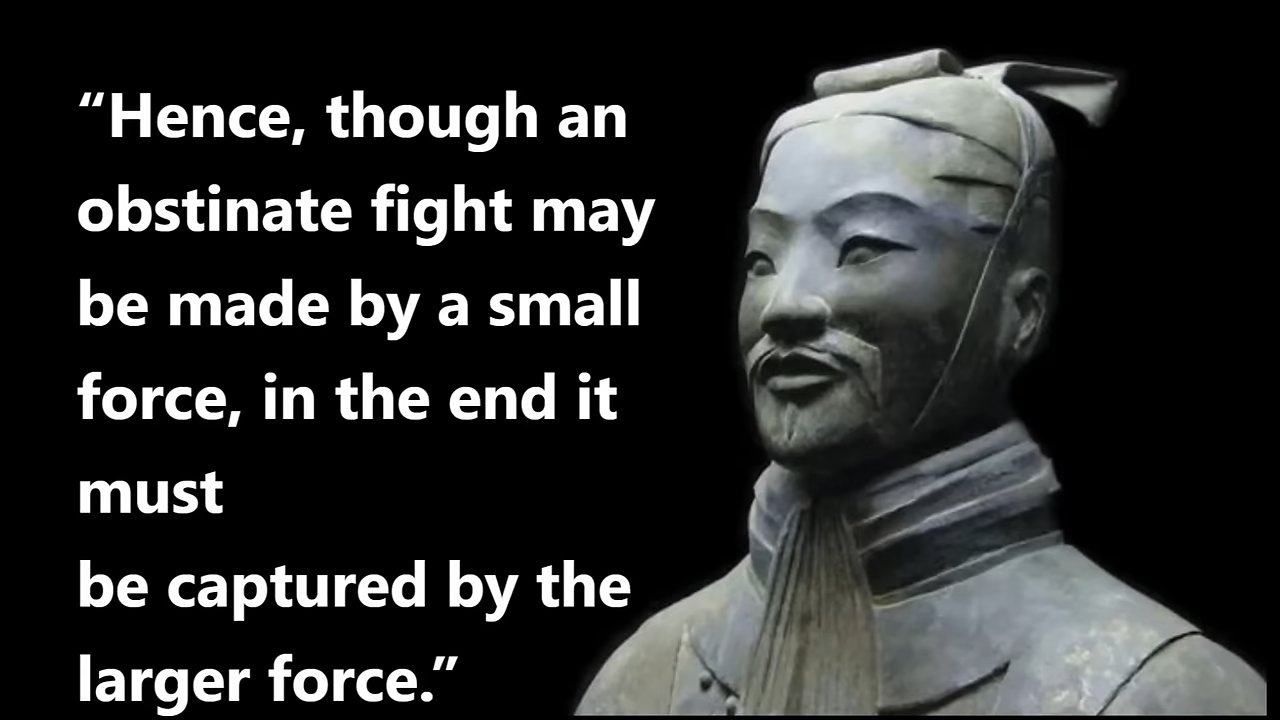 “Hence, though an
obstinate fight may
be made by a small
force, in the end it
must
be captured by the
larger force.”